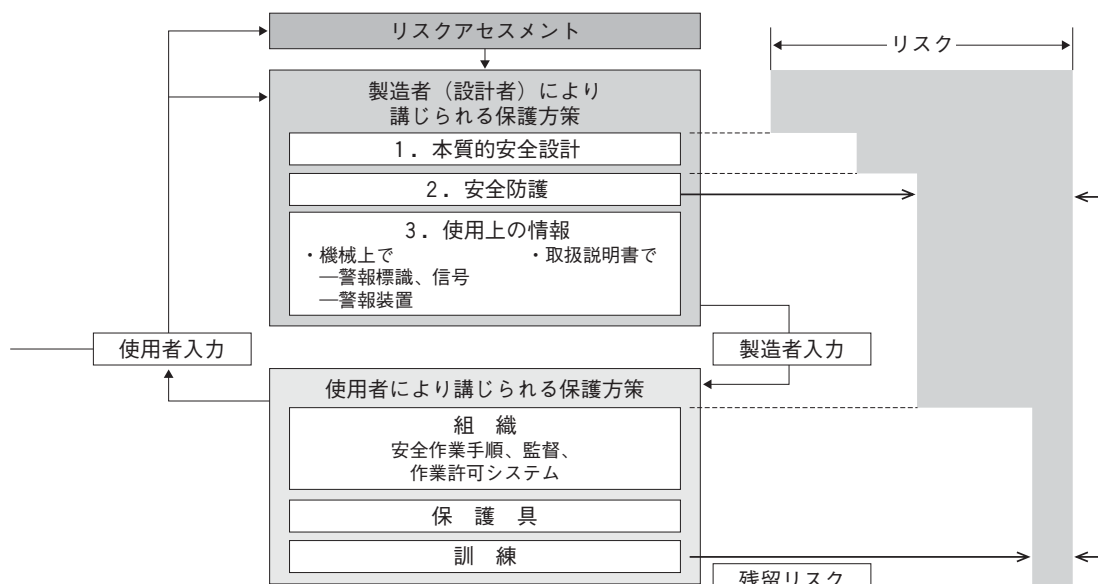 リスクアセスメント
リスク
製造者（設計者）により
講じられる保護方策
1．本質的安全設計
2．安全防護
3．使用上の情報
・機械上で
・取扱説明書で
―警報標識、信号
―警報装置
使用者入力
製造者入力
使用者により講じられる保護方策
組　織
安全作業手順、監督、
作業許可システム
保　護　具
訓　練
残留リスク